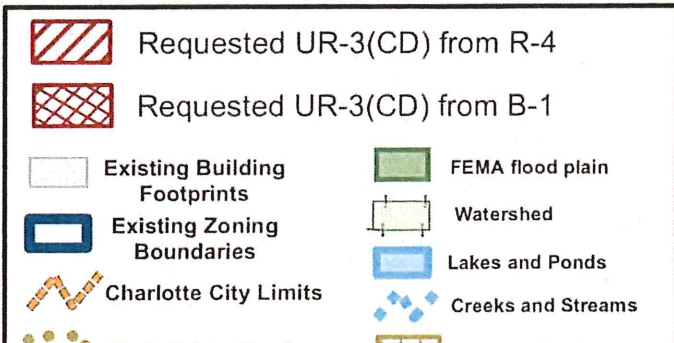 Requested UR-3(CD) from R-4
Requested UR-3(CD) from B-1
Existing Building
Footprints
Existing Zoning
Boundaries
Charlotte City Limits
FEMA flood plain
Watershed
Lakes and Ponds
Creeks and Streams